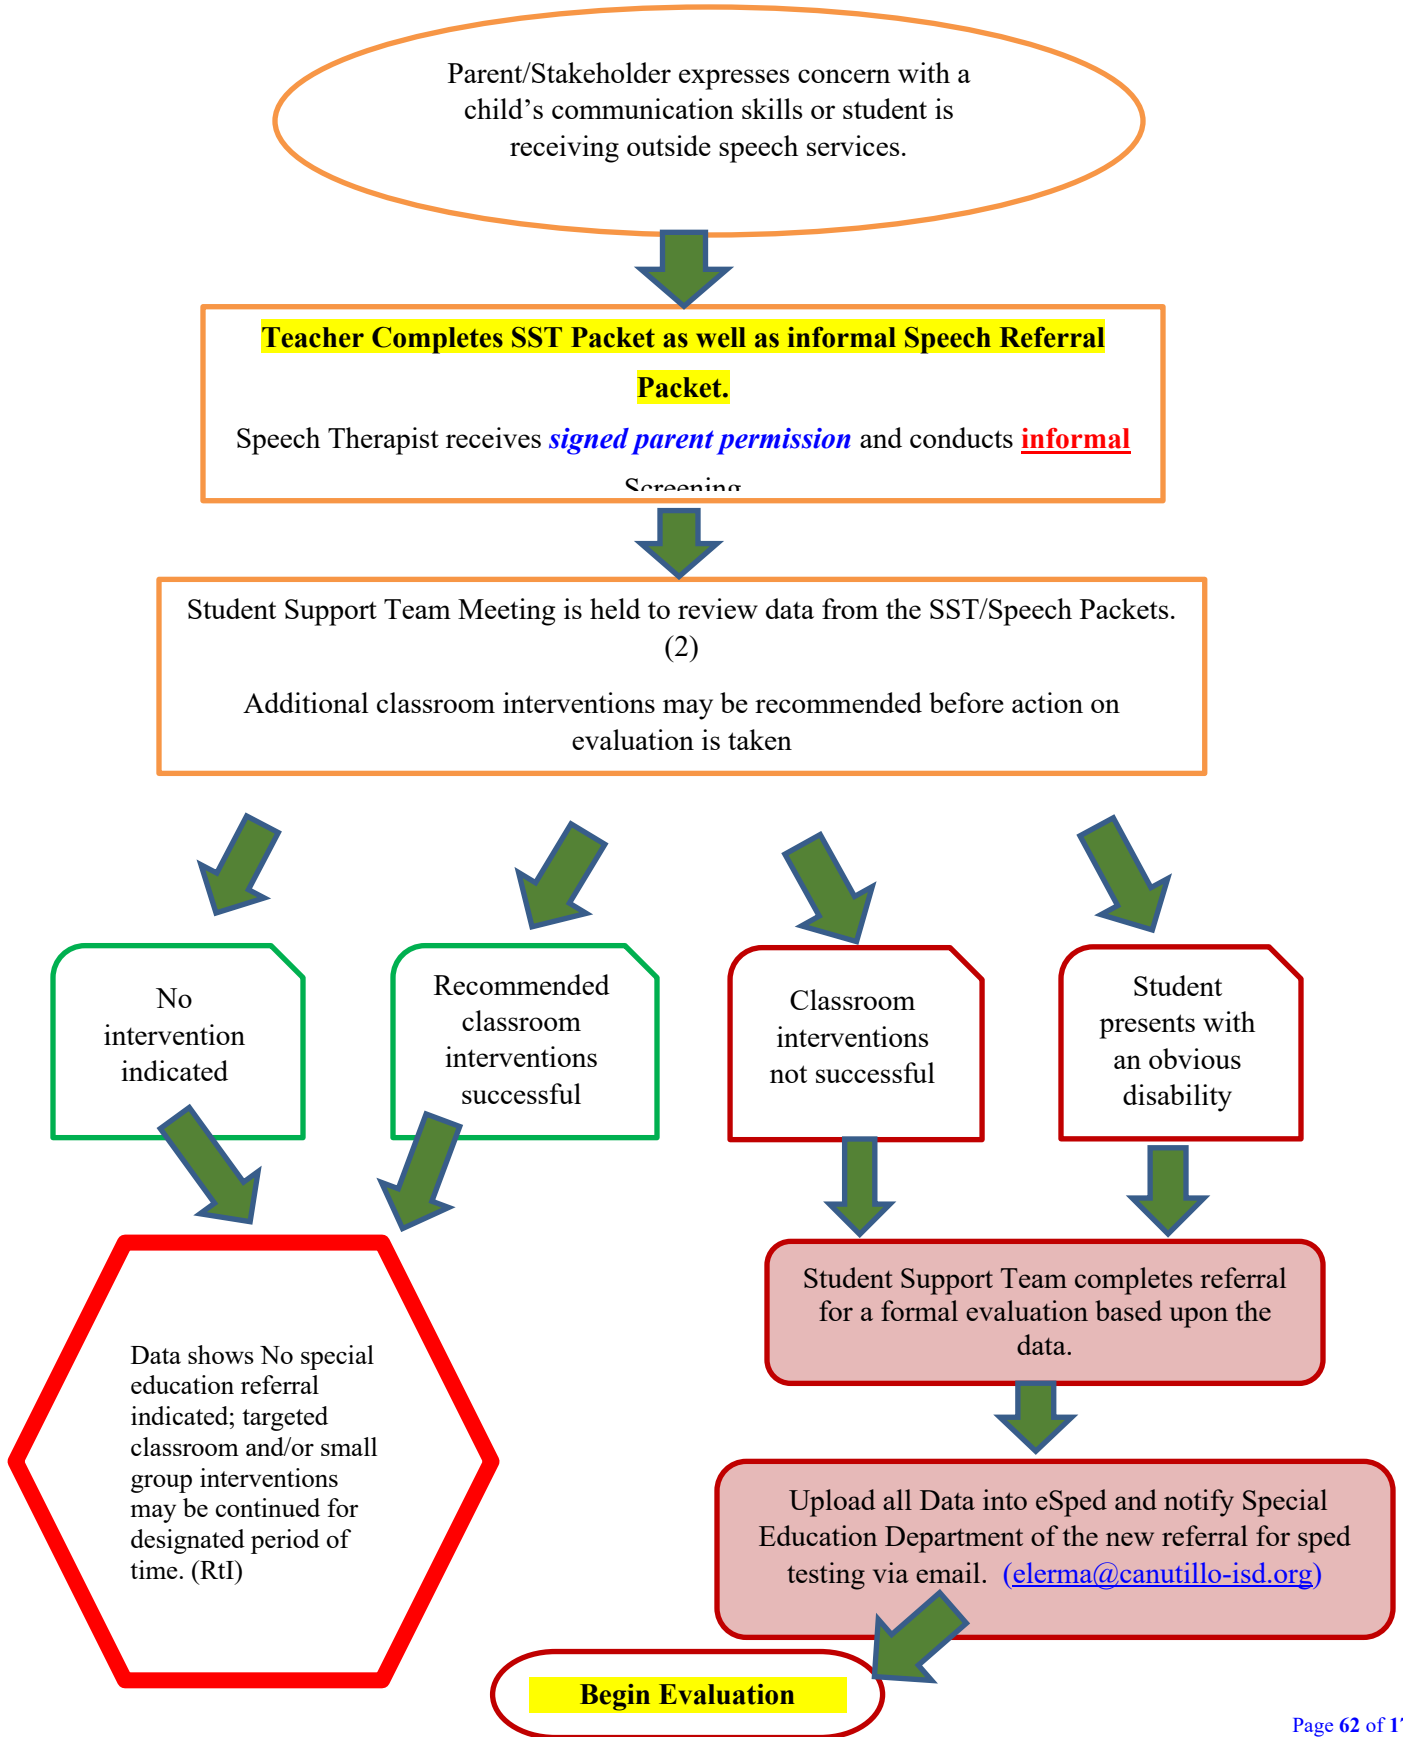 Parent/Stakeholder expresses concern with a
child’s communication skills or student is
receiving outside speech services.
Teacher Completes SST Packet as well as informal Speech Referral
Packet.
Speech Therapist receives signed parent permission and conducts informal
Screening
Student Support Team Meeting is held to review data from the SST/Speech Packets.
(2)
Additional classroom interventions may be recommended before action on
evaluation is taken
No
intervention
indicated
Recommended
classroom
interventions
successful
Classroom
interventions
not successful
Student
presents with
an obvious
disability
Data shows No special
education referral
indicated; targeted
classroom and/or small
group interventions
may be continued for
designated period of
time. (RtI)
Student Support Team completes referral
for a formal evaluation based upon the
data.
Upload all Data into eSped and notify Special
Education Department of the new referral for sped
testing via email. (elerma@canutillo-isd.org)
Begin Evaluation
Page 62 of